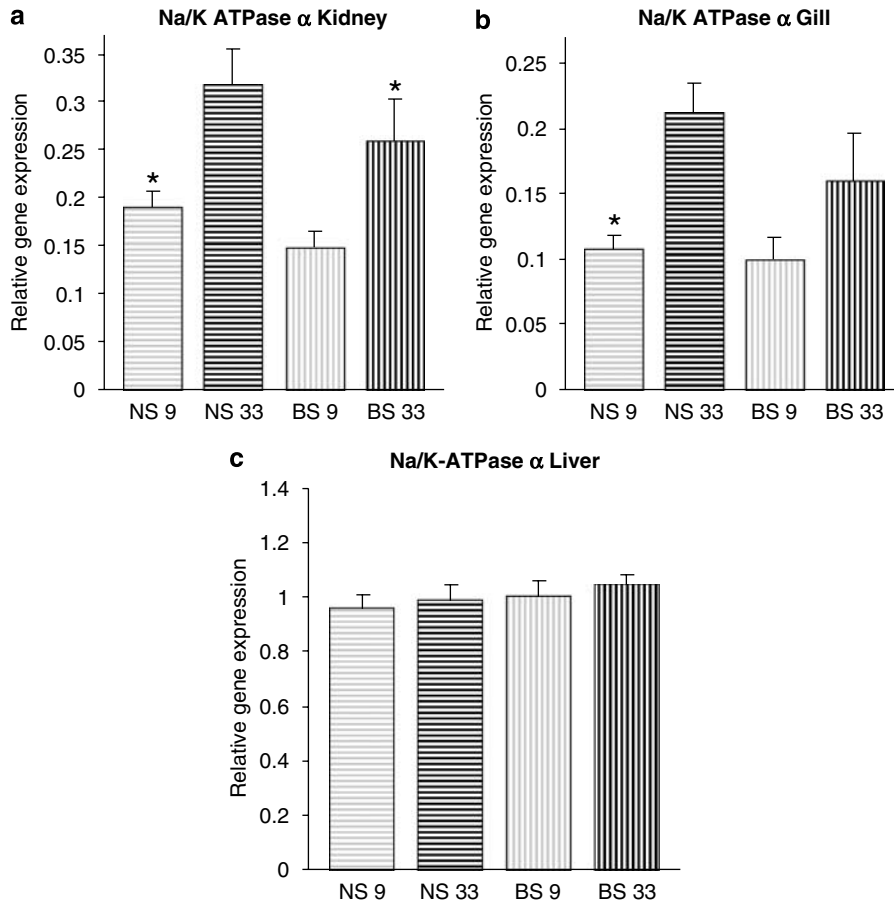 a
Na/K ATPase α Kidney
Relative gene expression
0.35
0.3
0.25
0.2
0.15
0.1
0.05
0
*
*
NS 9 NS 33 BS 9 BS 33
b
Na/K ATPase α Gill
Relative gene expression
0.25
0.2
0.15
0.1
0.05
0
*
NS 9 NS 33 BS 9 BS 33
c
Na/K-ATPase α Liver
Relative gene expression
1.4
1.2
1
0.8
0.6
0.4
0.2
0
NS 9 NS 33 BS 9 BS 33